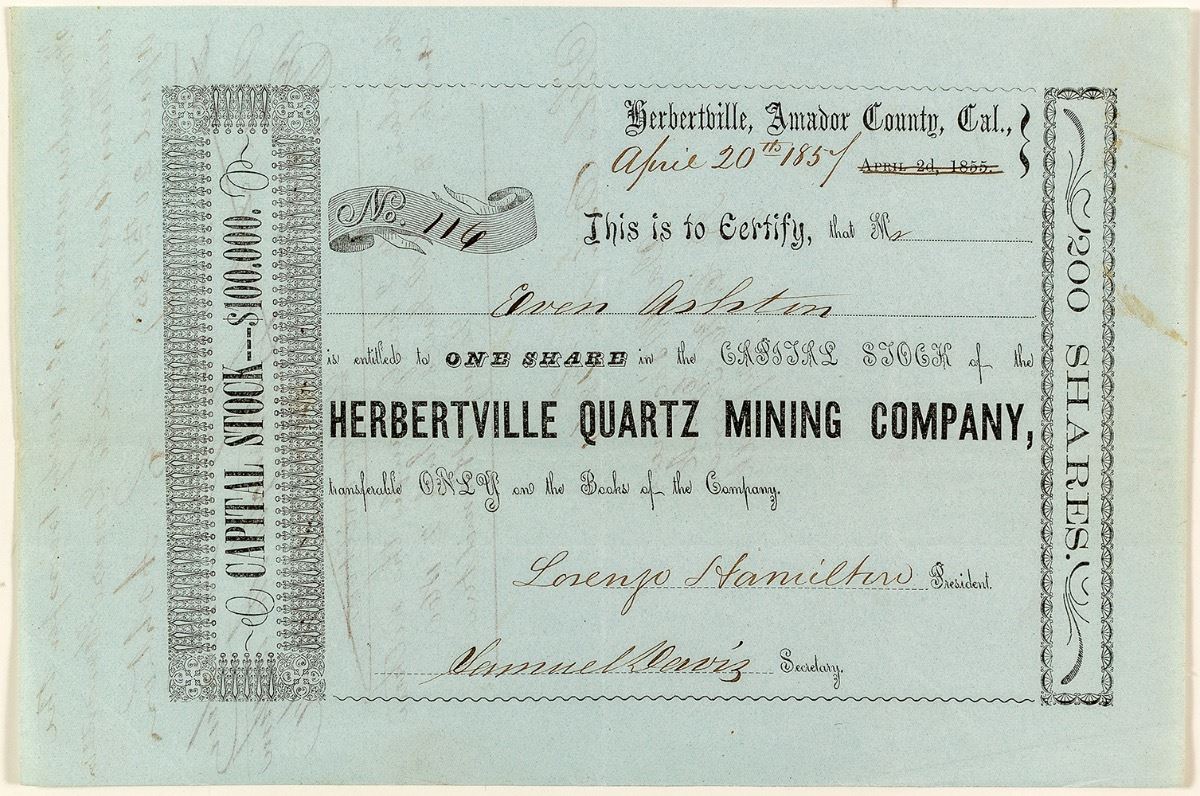 Herbertville, Amador County, Cal.,
April 20th 1857 APRIL 2d, 1855.
No. 116
This is to Certify, that Mr
Owen Ashton
is entitled to ONE SHARE in the CAPITAL STOCK of the
HERBERTVILLE QUARTZ MINING COMPANY,
transferable ONLY on the Books of the Company.
Lorenzo Hamilton President.
Samuel Davis Secretary.
CAPITAL STOCK---$100.000.
200 SHARES.